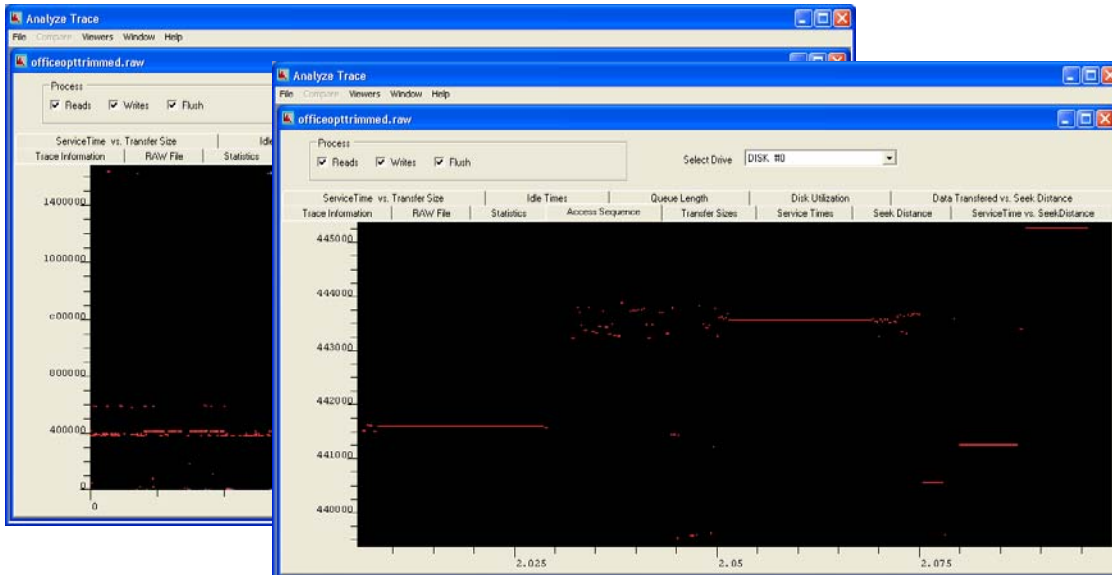 Analyze Trace
File Compare Viewers Window Help
officeopttrimmed.raw
Process
Reads Writes Flush
ServiceTime vs. Transfer Size Idle
Trace Information RAW File Statistics
1400000
1000000
c00000
800000
400000
0
0
Analyze Trace
File Compare Viewers Window Help
officeopttrimmed.raw
Process
Reads Writes Flush
Select Drive DISK #0
ServiceTime vs. Transfer Size Idle Times Queue Length Disk Utilization Data Transfered vs. Seek Distance
Trace Information RAW File Statistics Access Sequence Transfer Sizes Service Times Seek Distance ServiceTime vs. SeekDistance
445000
444000
443000
442000
441000
440000
2.025 2.05 2.075